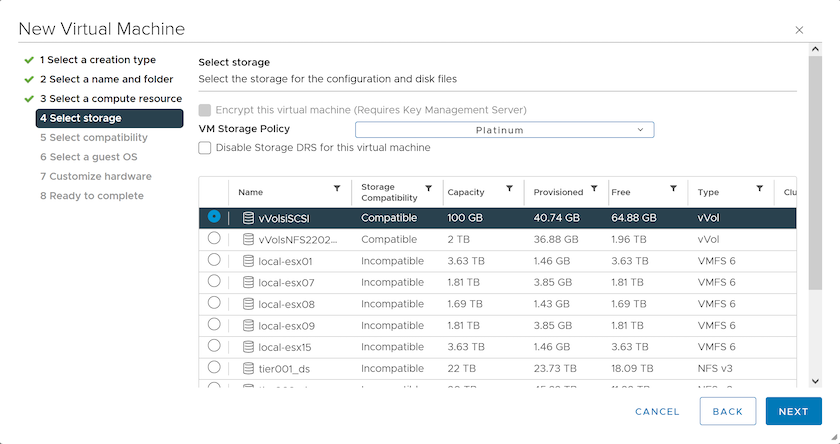 New Virtual Machine
1 Select a creation type
2 Select a name and folder
3 Select a compute resource
4 Select storage
5 Select compatibility
6 Select a guest OS
7 Customize hardware
8 Ready to complete
Select storage
Select the storage for the configuration and disk files
Encrypt this virtual machine (Requires Key Management Server)
VM Storage Policy Platinum
Disable Storage DRS for this virtual machine
Name Storage Compatibility Capacity Provisioned Free Type Clu
vVolsiSCSI Compatible 100 GB 40.74 GB 64.88 GB vVol
vVolsNFS2202... Compatible 2 TB 36.88 GB 1.96 TB vVol
local-esx01 Incompatible 3.63 TB 1.46 GB 3.63 TB VMFS 6
local-esx07 Incompatible 1.81 TB 3.85 GB 1.81 TB VMFS 6
local-esx08 Incompatible 1.69 TB 1.43 GB 1.69 TB VMFS 6
local-esx09 Incompatible 1.81 TB 3.85 GB 1.81 TB VMFS 6
local-esx15 Incompatible 3.63 TB 1.46 GB 3.63 TB VMFS 6
tier001_ds Incompatible 22 TB 23.73 TB 18.09 TB NFS v3
CANCEL BACK NEXT